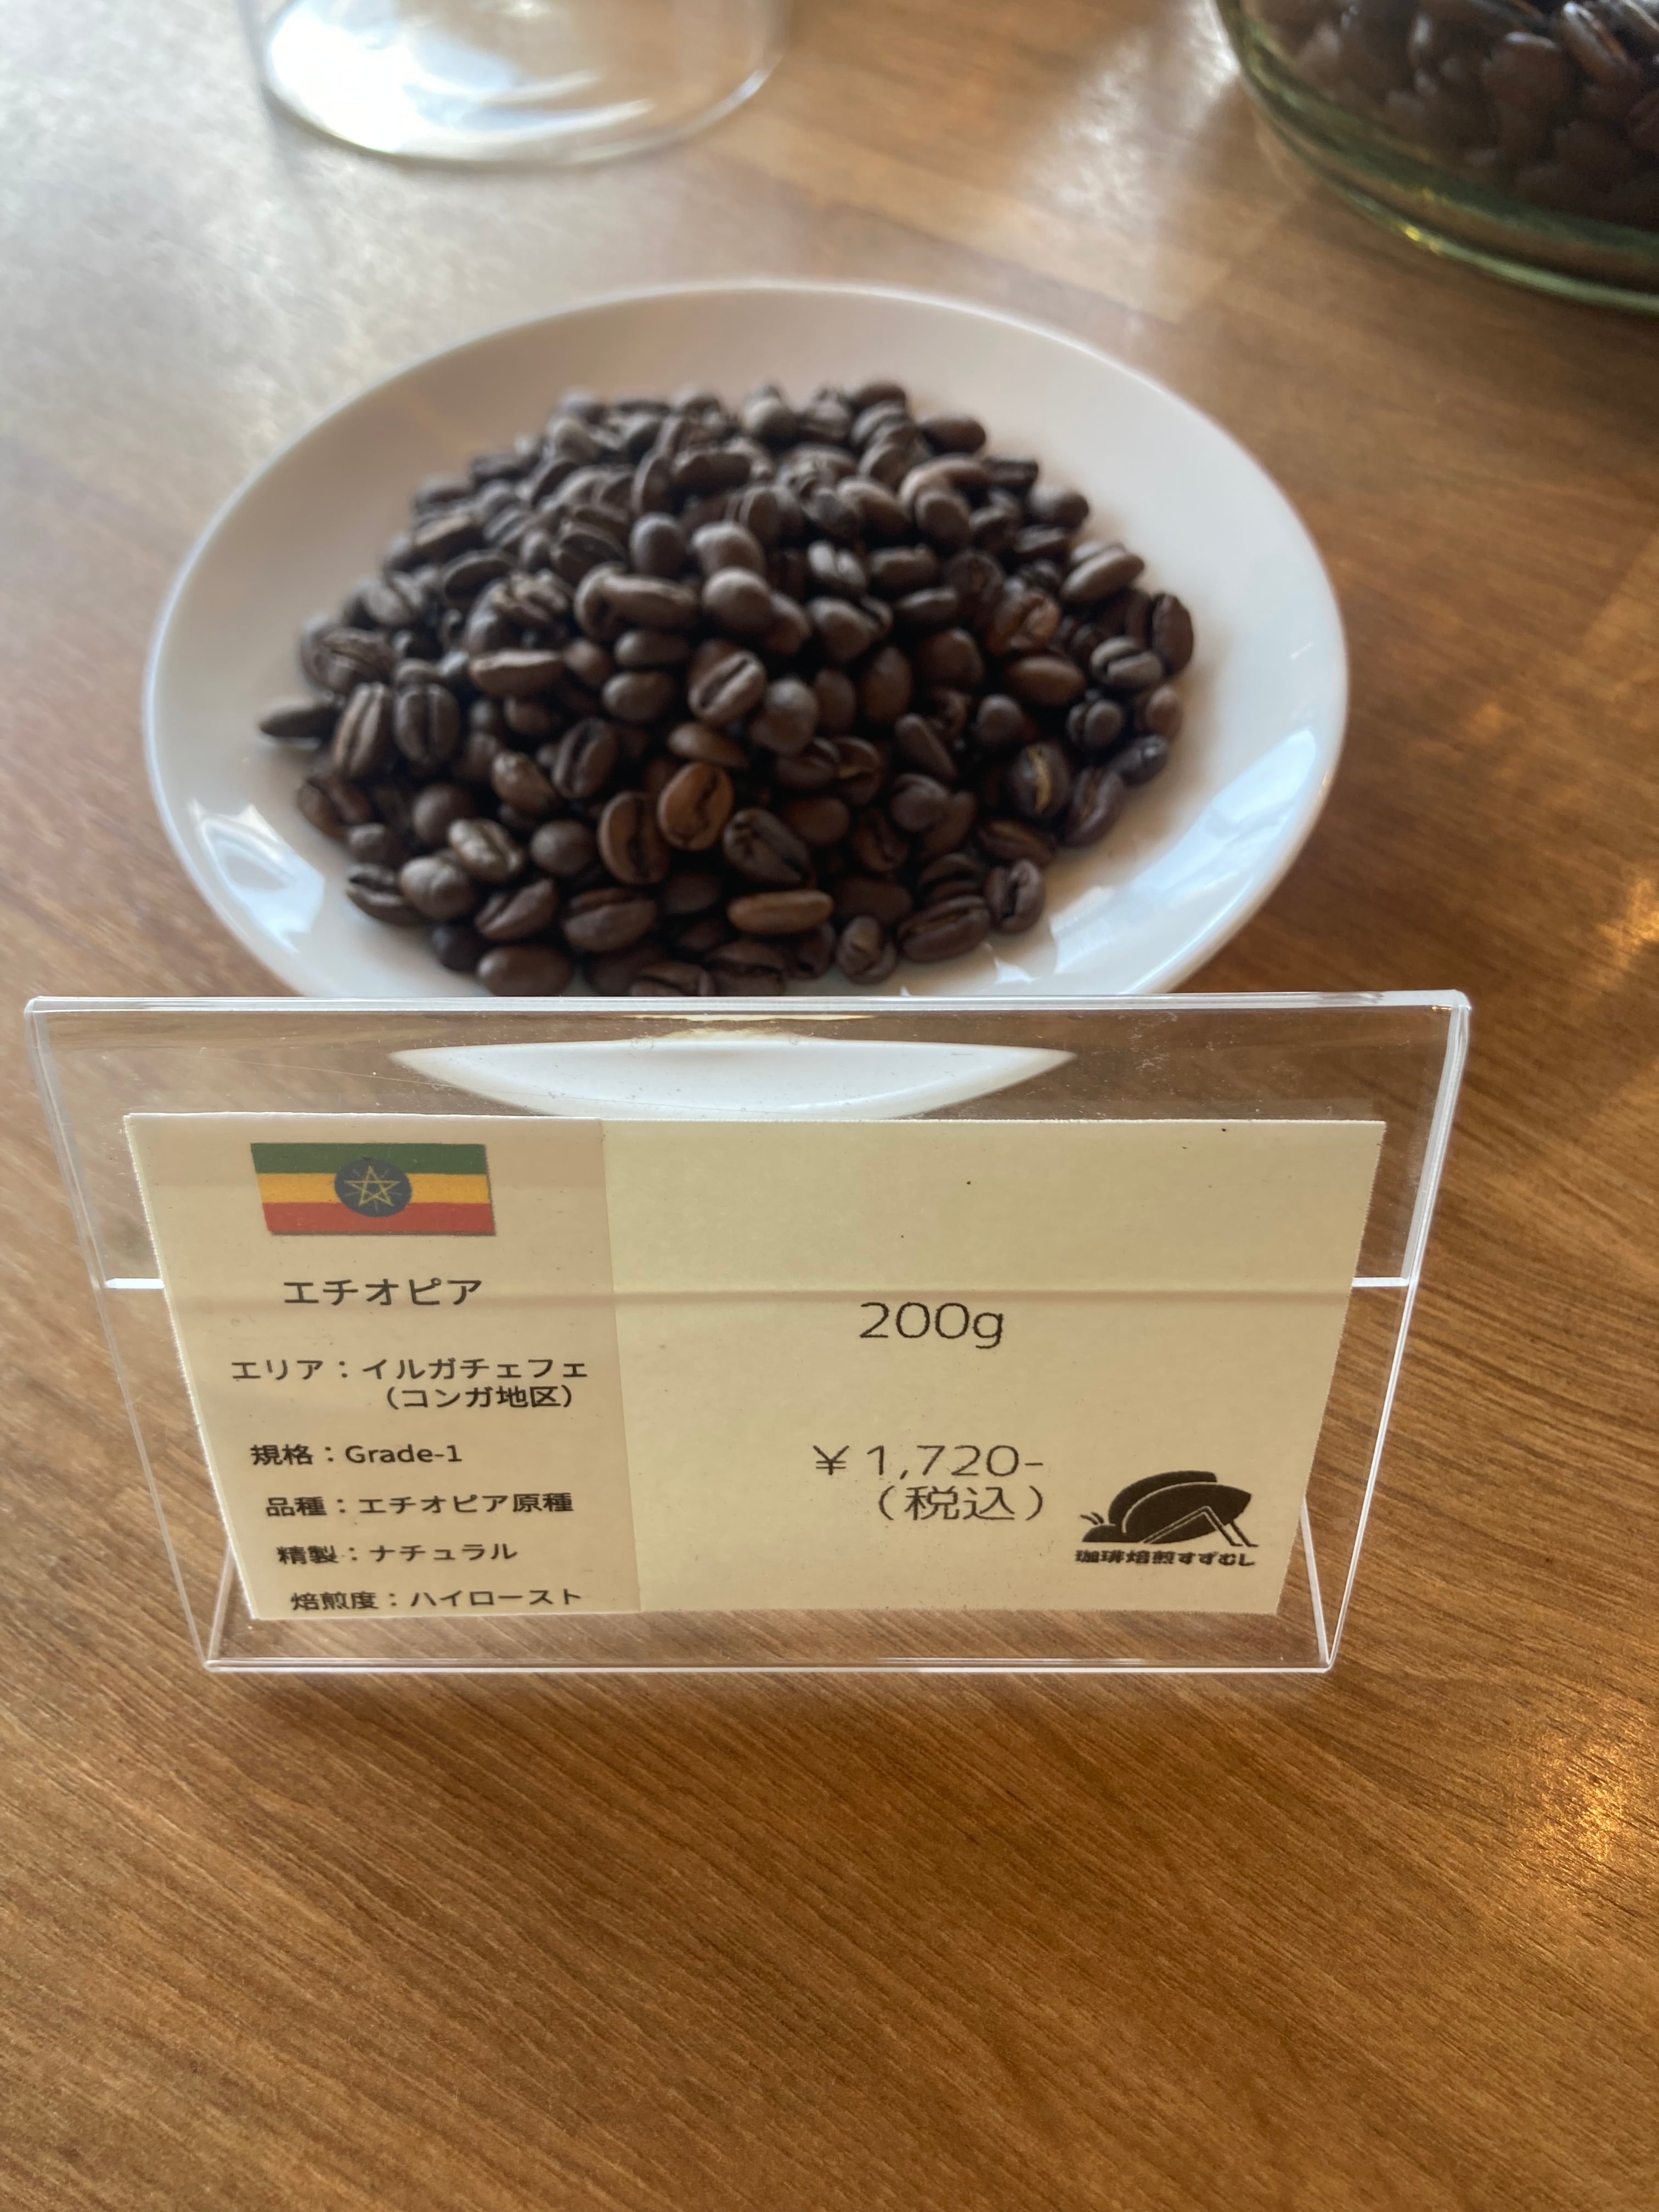 エチオピア
エリア：イルガチェフェ
（コンガ地区）
規格：Grade-1
品種：エチオピア原種
精製：ナチュラル
焙煎度：ハイロースト
200g
¥1,720-
（税込）
珈琲焙煎すずむし